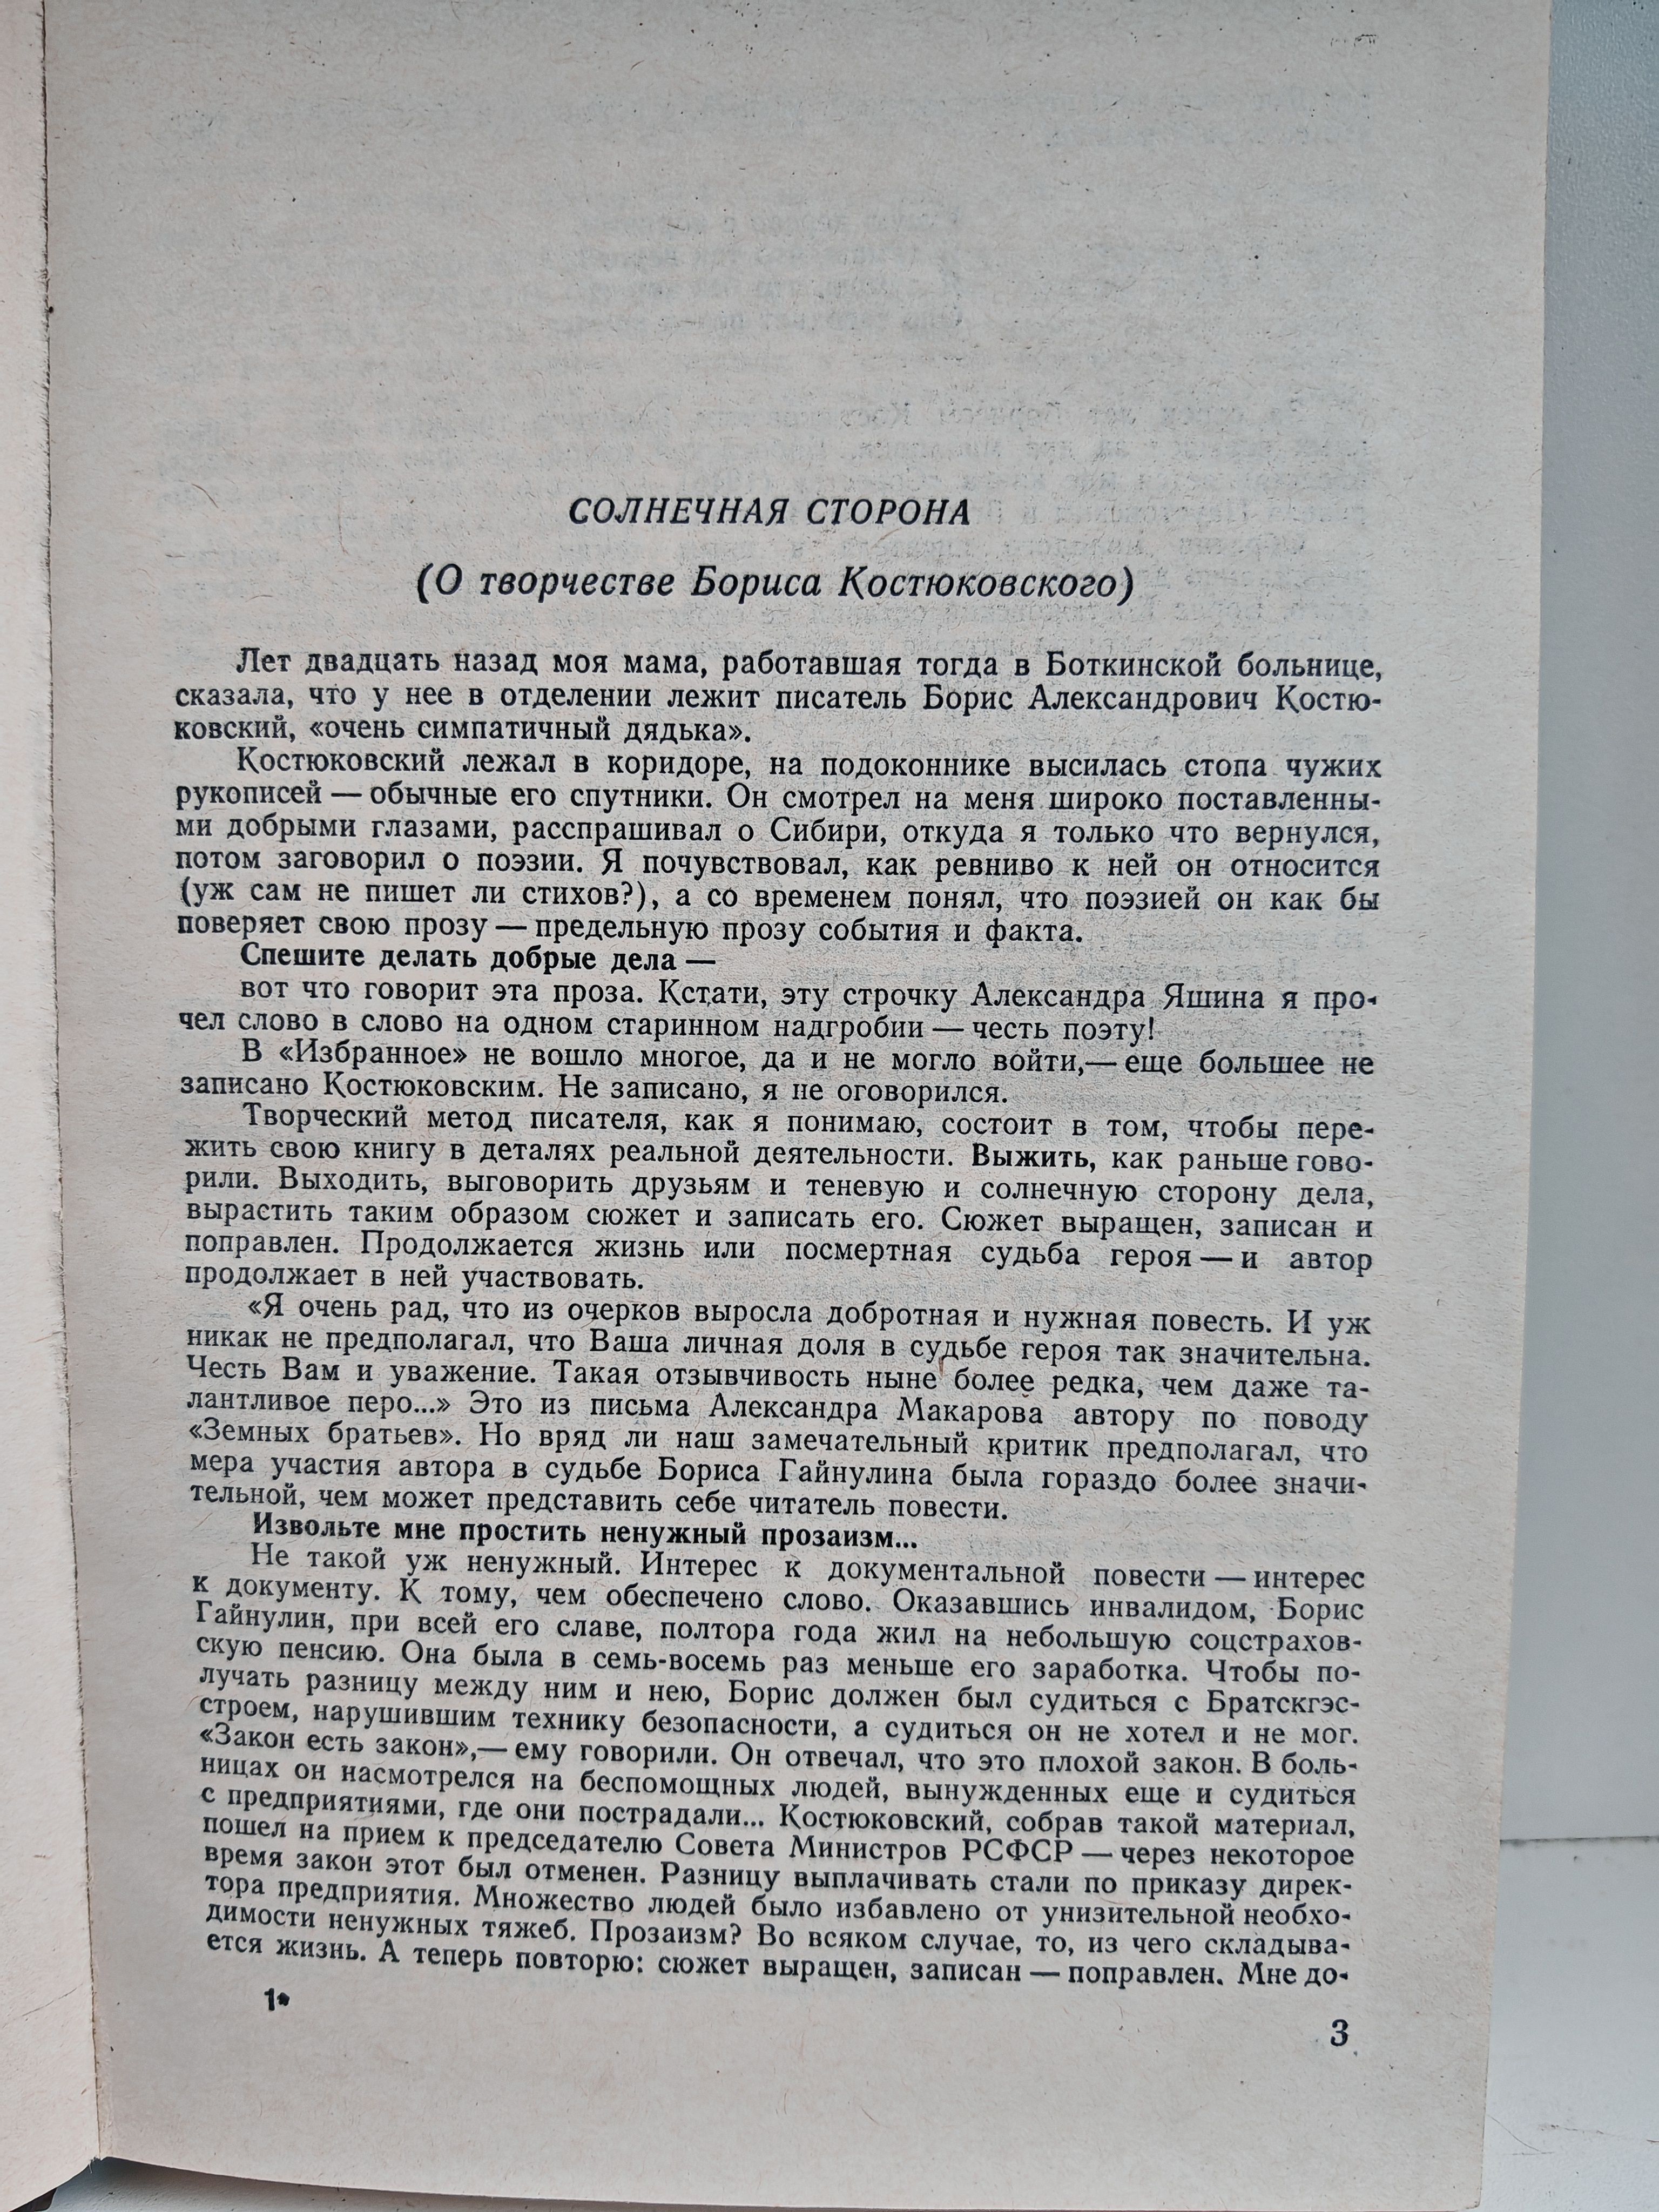 СОЛНЕЧНАЯ СТОРОНА
(О творчестве Бориса Костюковского)
Лет двадцать назад моя мама, работавшая тогда в Боткинской больнице,
сказала, что у нее в отделении лежит писатель Борис Александрович Костю-
ковский, «очень симпатичный дядька».
Костюковский лежал в коридоре, на подоконнике высилась стопа чужих
рукописей — обычные его спутники. Он смотрел на меня широко поставленны-
ми добрыми глазами, расспрашивал о Сибири, откуда я только что вернулся,
потом заговорил о поэзии. Я почувствовал, как ревниво к ней он относится
(уж сам не пишет ли стихов?), а со временем понял, что поэзией он как бы
поверяет свою прозу — предельную прозу события и факта.
Спешите делать добрые дела —
вот что говорит эта проза. Кстати, эту строчку Александра Яшина я про-
чел слово в слово на одном старинном надгробии — честь поэту!
В «Избранное» не вошло многое, да и не могло войти,— еще большее не
записано Костюковским. Не записано, я не оговорился.
Творческий метод писателя, как я понимаю, состоит в том, чтобы пере-
жить свою книгу в деталях реальной деятельности. Выжить, как раньше гово-
рили. Выходить, выговорить друзьям и теневую и солнечную сторону дела,
вырастить таким образом сюжет и записать его. Сюжет выращен, записан и
поправлен. Продолжается жизнь или посмертная судьба героя — и автор
продолжает в ней участвовать.
«Я очень рад, что из очерков выросла добротная и нужная повесть. И уж
никак не предполагал, что Ваша личная доля в судьбе героя так значительна.
Честь Вам и уважение. Такая отзывчивость ныне более редка, чем даже та-
лантливое перо...» Это из письма Александра Макарова автору по поводу
«Земных братьев». Но вряд ли наш замечательный критик предполагал, что
мера участия автора в судьбе Бориса Гайнулина была гораздо более значи-
тельной, чем может представить себе читатель повести.
Извольте мне простить ненужный прозаизм...
Не такой уж ненужный. Интерес к документальной повести — интерес
к документу. К тому, чем обеспечено слово. Оказавшись инвалидом, Борис
Гайнулин, при всей его славе, полтора года жил на небольшую соцстрахов-
скую пенсию. Она была в семь-восемь раз меньше его заработка. Чтобы по-
лучать разницу между ним и нею, Борис должен был судиться с Братскгэс-
строем, нарушившим технику безопасности, а судиться он не хотел и не мог.
«Закон есть закон»,— ему говорили. Он отвечал, что это плохой закон. В боль-
ницах он насмотрелся на беспомощных людей, вынужденных еще и судиться
с предприятиями, где они пострадали... Костюковский, собрав такой материал,
пошел на прием к председателю Совета Министров РСФСР — через некоторое
время закон этот был отменен. Разницу выплачивать стали по приказу дирек-
тора предприятия. Множество людей было избавлено от унизительной необхо-
димости ненужных тяжеб. Прозаизм? Во всяком случае, то, из чего складыва-
ется жизнь. А теперь повторю: сюжет выращен, записан — поправлен. Мне до-
1*
3